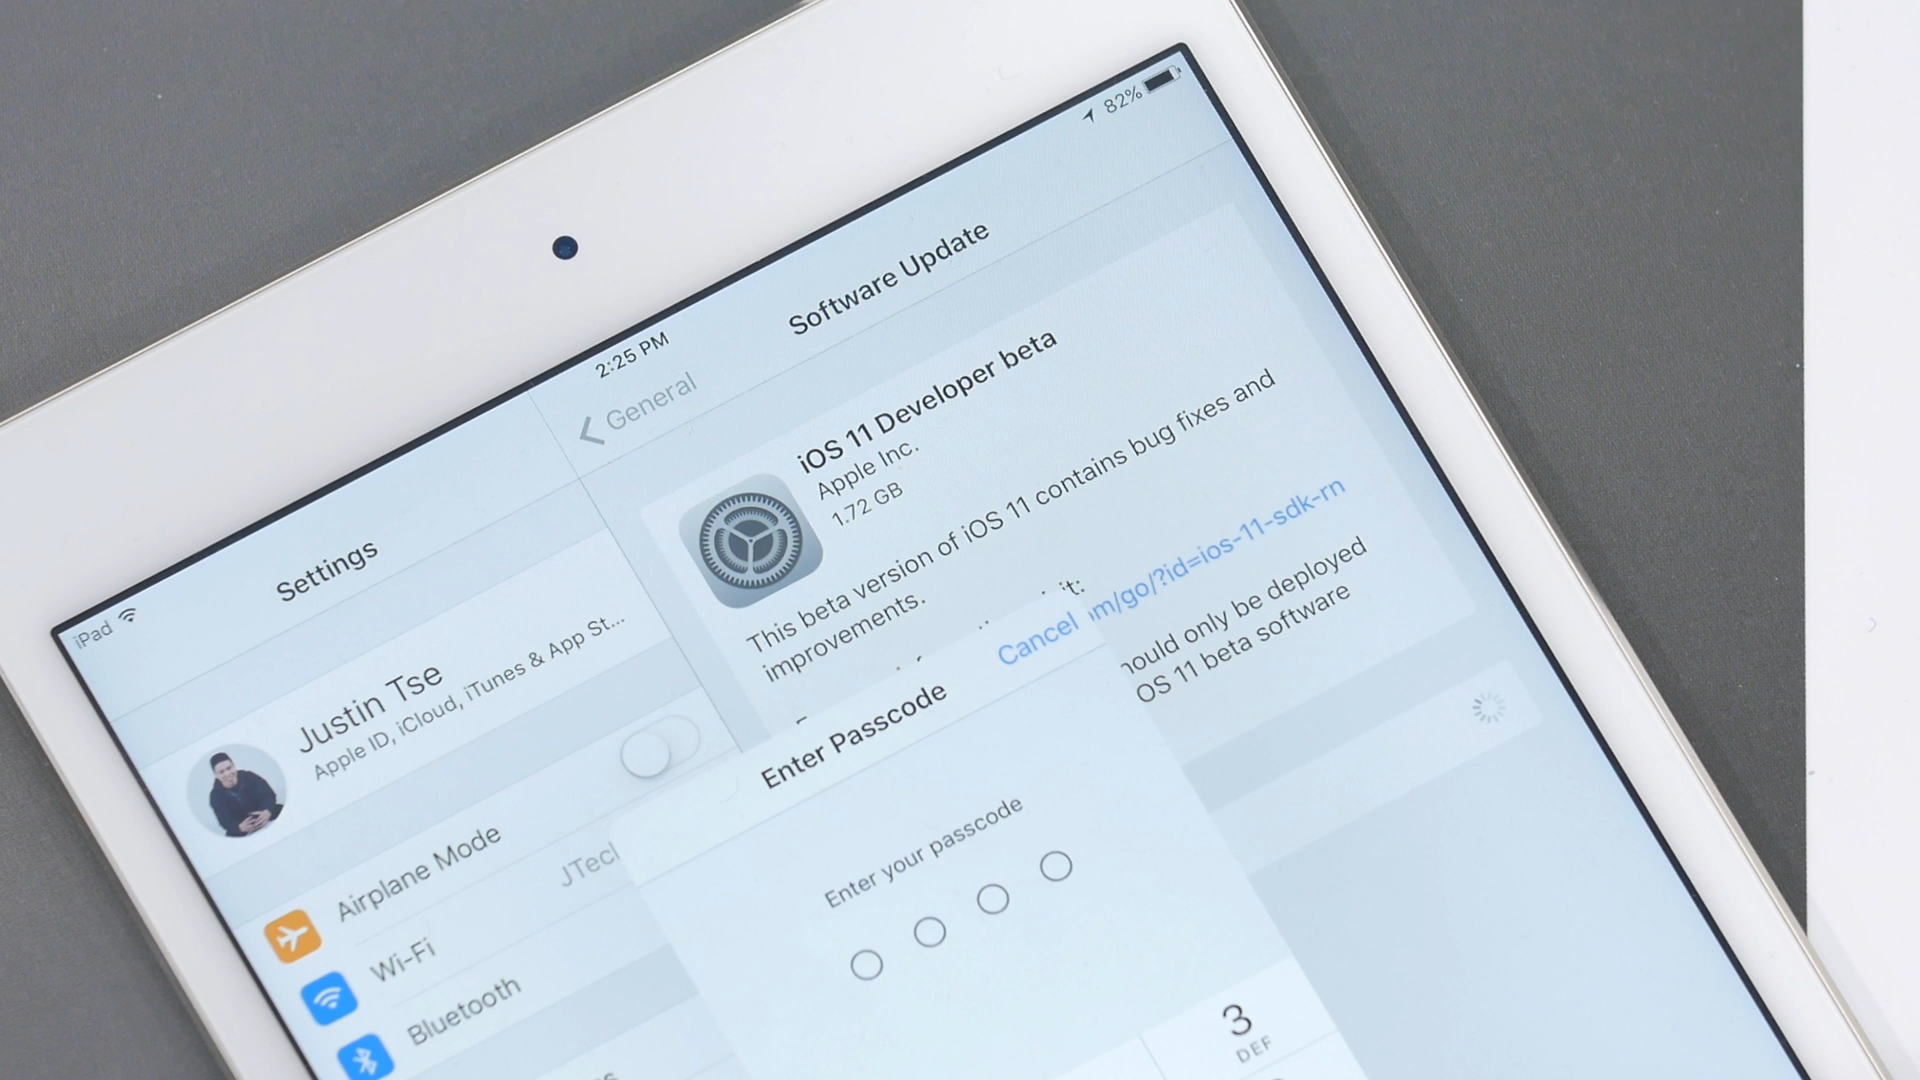 iPad
2:25 PM
82%
Settings
General
Software Update
Justin Tse
Apple ID, iCloud, iTunes & App St...
Airplane Mode
Wi-Fi
Bluetooth
iOS 11 Developer beta
Apple Inc.
1.72 GB
This beta version of iOS 11 contains bug fixes and
improvements.
it:
m/go/?id=ios-11-sdk-rn
hould only be deployed
OS 11 beta software
Enter Passcode
Cancel
Enter your passcode
3
DEF